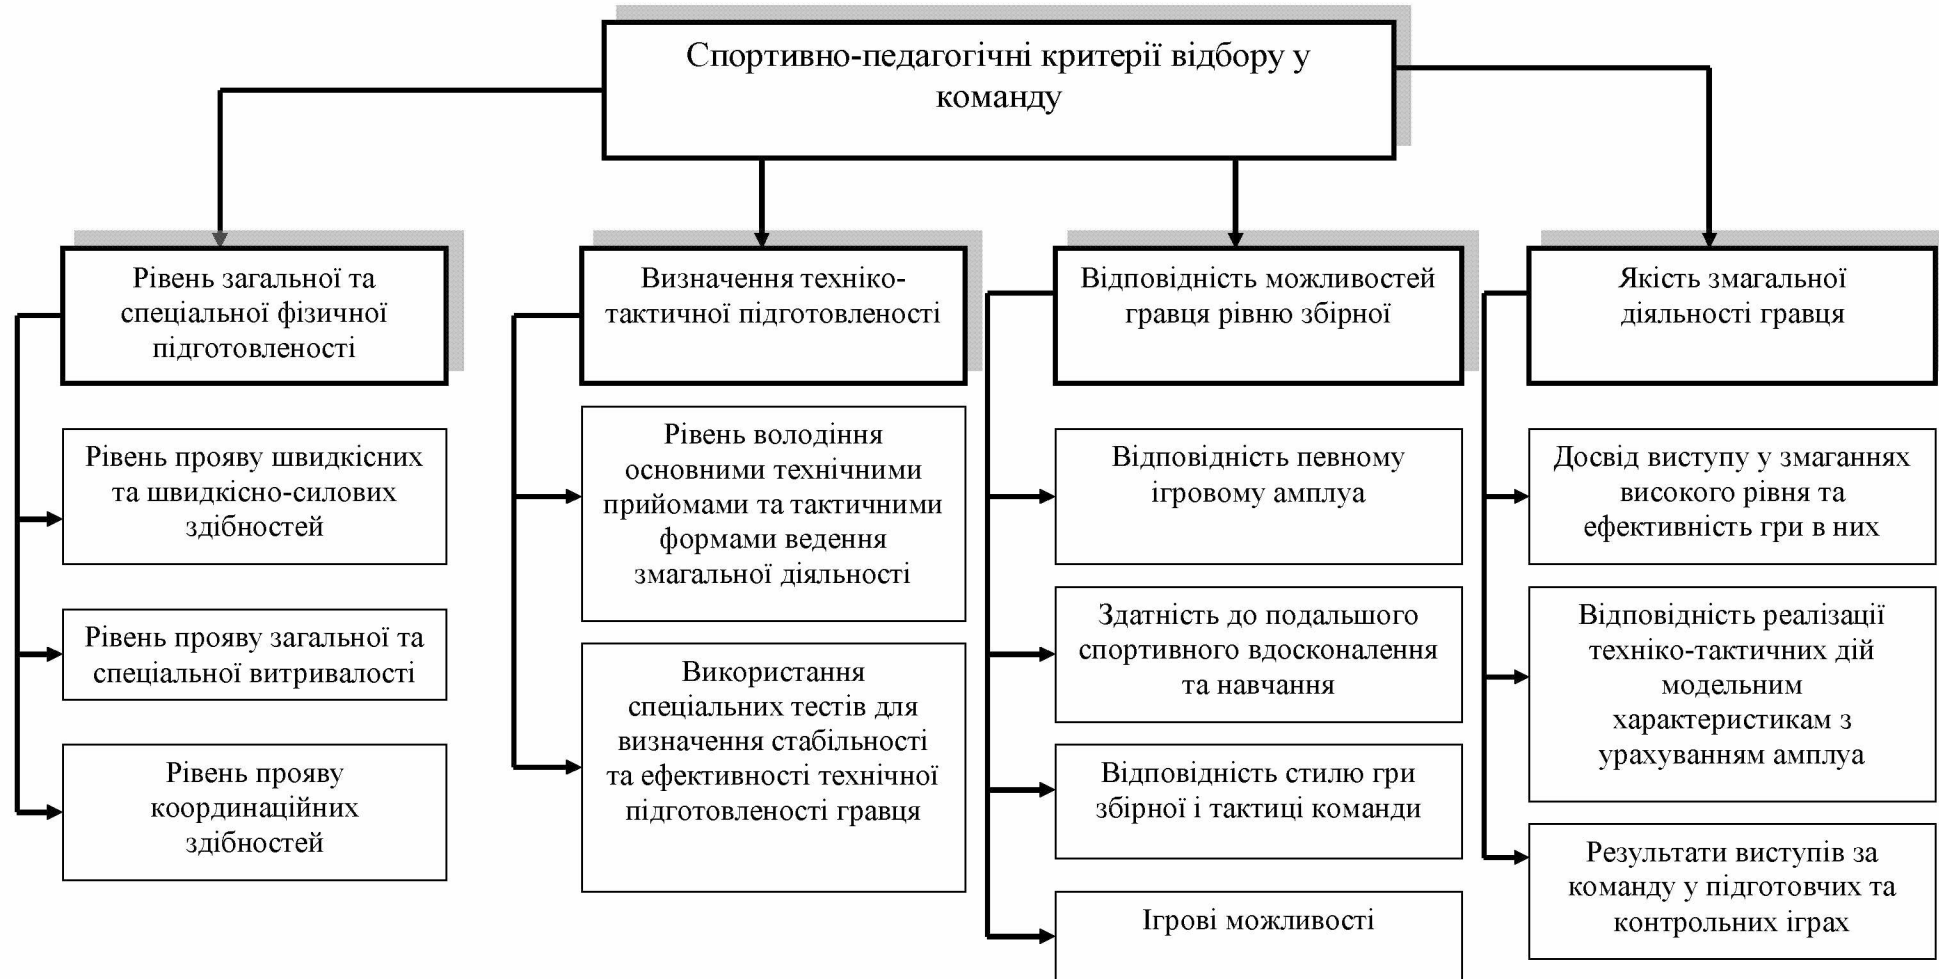 Спортивно-педагогічні критерії відбору у
команду
Рівень загальної та
спеціальної фізичної
підготовленості
Рівень прояву швидкісних
та швидкісно-силових
здібностей
Рівень прояву загальної та
спеціальної витривалості
Рівень прояву
координаційних
здібностей
Визначення техніко-
тактичної підготовленості
Рівень володіння
основними технічними
прийомами та тактичними
формами ведення
змагальної діяльності
Використання
спеціальних тестів для
визначення стабільності
та ефективності технічної
підготовленості гравця
Відповідність можливостей
гравця рівню збірної
Відповідність певному
ігровому амплуа
Здатність до подальшого
спортивного вдосконалення
та навчання
Відповідність стилю гри
збірної і тактиці команди
Ігрові можливості
Якість змагальної
діяльності гравця
Досвід виступу у змаганнях
високого рівня та
ефективність гри в них
Відповідність реалізації
техніко-тактичних дій
модельним
характеристикам з
урахуванням амплуа
Результати виступів за
команду у підготовчих та
контрольних іграх